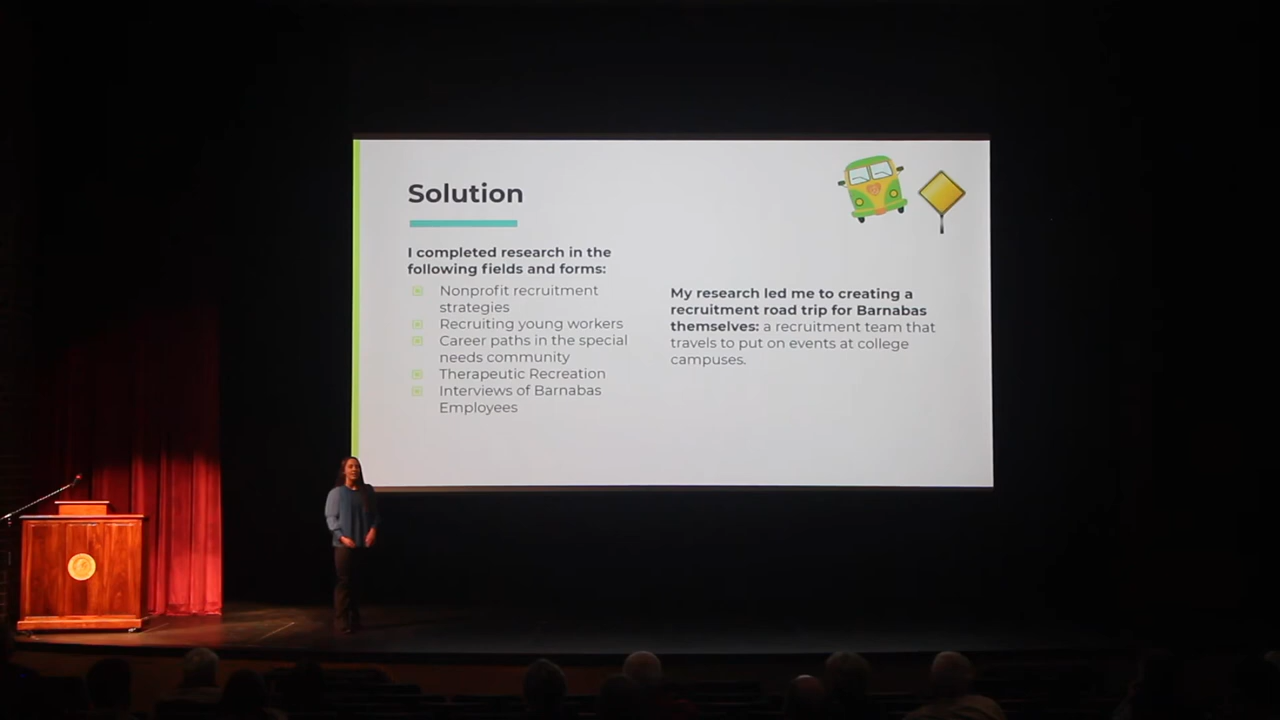 Solution
I completed research in the
following fields and forms:
Nonprofit recruitment
strategies
Recruiting young workers
Career paths in the special
needs community
Therapeutic Recreation
Interviews of Barnabas
Employees
My research led me to creating a
recruitment road trip for Barnabas
themselves: a recruitment team that
travels to put on events at college
campuses.